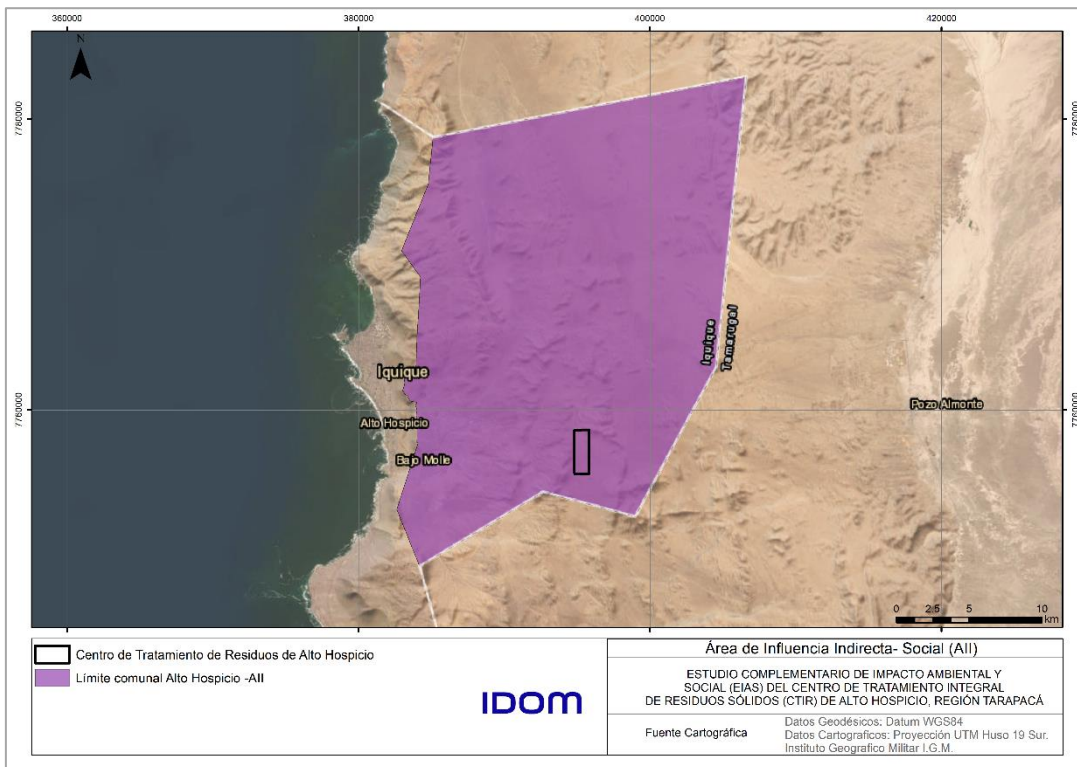 360000
380000
400000
420000
N
7780000
7780000
Iquique
Tamarugal
Iquique
7760000
7760000
Pozo Almonte
Alto Hospicio
Bajo Molle
0 2,5 5 10
km
Centro de Tratamiento de Residuos de Alto Hospicio
Límite comunal Alto Hospicio -AII
IDOM
Área de Influencia Indirecta- Social (AII)
ESTUDIO COMPLEMENTARIO DE IMPACTO AMBIENTAL Y
SOCIAL (EIAS) DEL CENTRO DE TRATAMIENTO INTEGRAL
DE RESIDUOS SÓLIDOS (CTIR) DE ALTO HOSPICIO, REGIÓN TARAPACÁ
Fuente Cartográfica
Datos Geodésicos: Datum WGS84
Datos Cartograficos: Proyección UTM Huso 19 Sur.
Instituto Geografico Militar I.G.M.